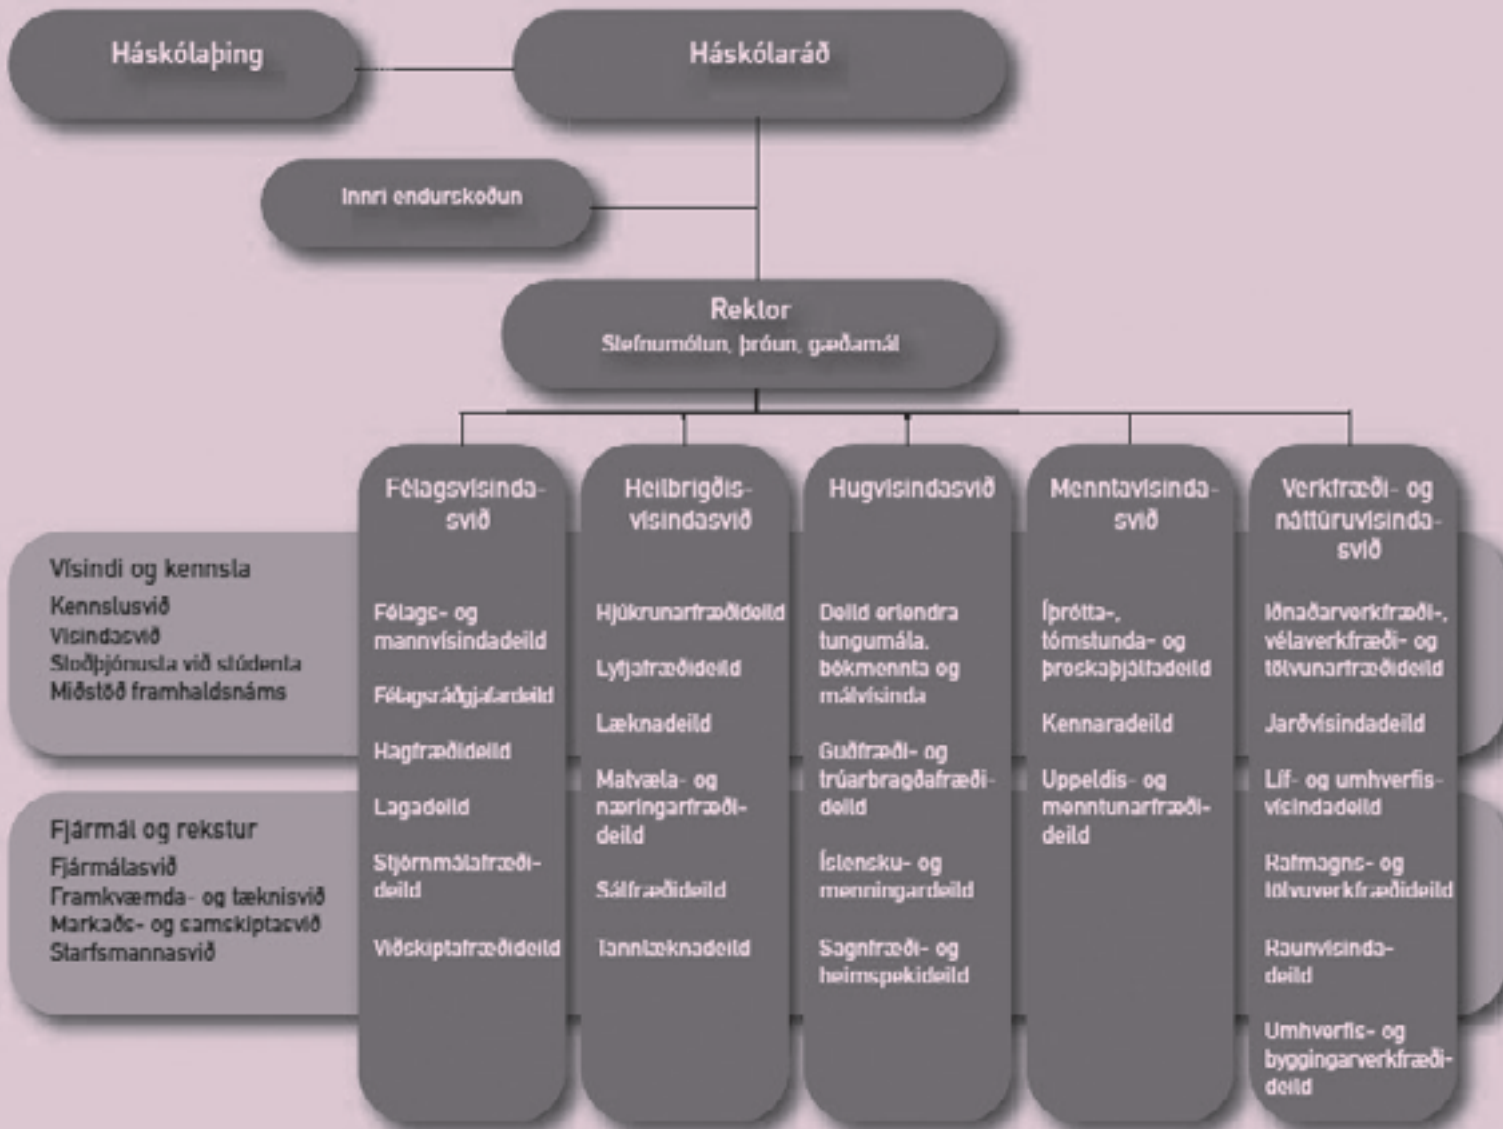 Háskólaþing
Háskólaráð
Innri endurskoðun
Rektor
Stefnumótun, þróun, gæðamál
Félagsvísinda-
svið
Félags- og
mannvísindadeild
Félagsráðgjafardeild
Hagfræðideild
Lagadeild
Stjórnmálafræði-
deild
Viðskiptafræðideild
Heilbrigðis-
vísindasvið
Hjúkrunarfræðideild
Lyfjafræðideild
Læknadeild
Matvæla- og
næringarfræði-
deild
Sálfræðideild
Tannlæknadeild
Hugvísindasvið
Deild erlendra
tungumála,
bókmennta og
málvísinda
Guðfræði- og
trúarbragðafræði-
deild
Íslensku- og
menningardeild
Sagnfræði- og
heimspekideild
Menntavísinda-
svið
Íþrótta-,
tómstunda- og
þroskaþjálfadeild
Kennaradeild
Uppeldis- og
menntunarfræði-
deild
Verkfræði- og
náttúruvísinda-
svið
Iðnaðarverkfræði-,
vélaverkfræði- og
tölvunarfræðideild
Jarðvísindadeild
Líf- og umhverfis-
vísindadeild
Rafmagns- og
tölvuverkfræðideild
Raunvísinda-
deild
Umhverfis- og
byggingarverkfræði-
deild
Vísindi og kennsla
Kennslusvið
Vísindasvið
Stoðþjónusta við stúdenta
Miðstöð framhaldsnáms
Fjármál og rekstur
Fjármálasvið
Framkvæmda- og tæknisvið
Markaðs- og samskiptasvið
Starfsmannasvið